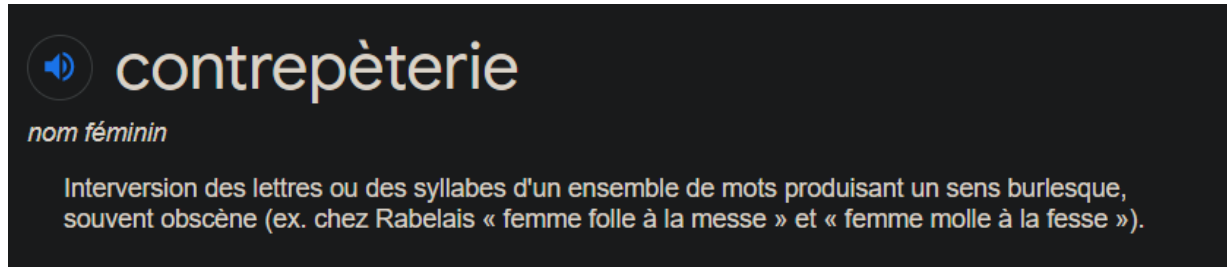 contrepèterie
nom féminin
Interversion des lettres ou des syllabes d'un ensemble de mots produisant un sens burlesque,
souvent obscène (ex. chez Rabelais « femme folle à la messe » et « femme molle à la fesse »).